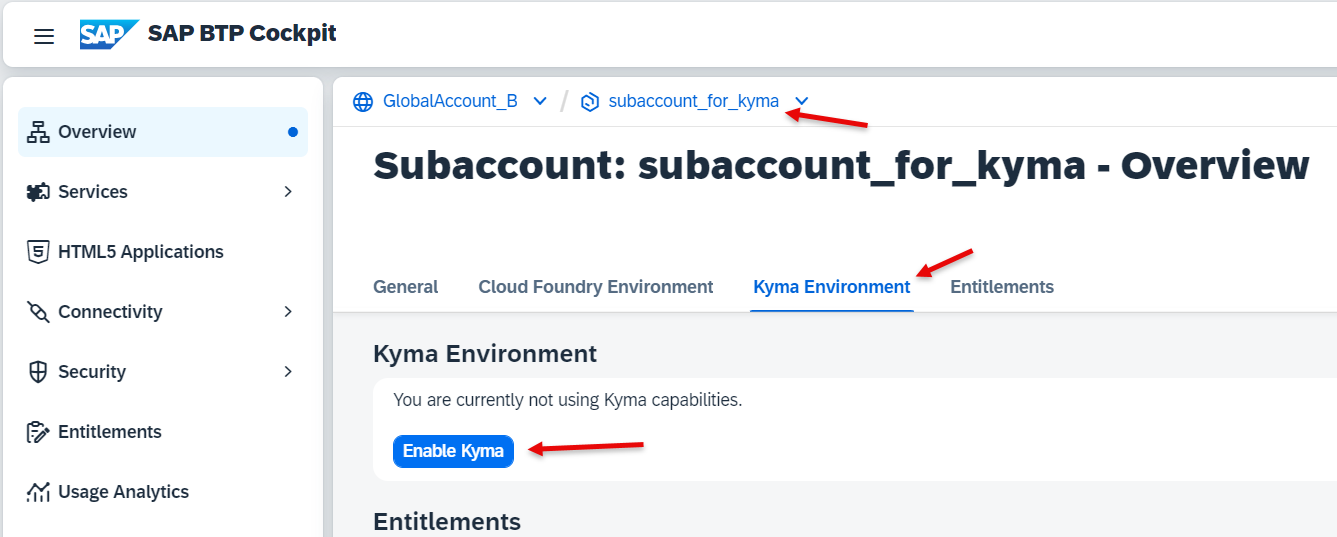 SAP SAP BTP Cockpit
GlobalAccount_B / subaccount_for_kyma
Overview
Services
HTML5 Applications
Connectivity
Security
Entitlements
Usage Analytics
Subaccount: subaccount_for_kyma - Overview
General Cloud Foundry Environment Kyma Environment Entitlements
Kyma Environment
You are currently not using Kyma capabilities.
Enable Kyma
Entitlements